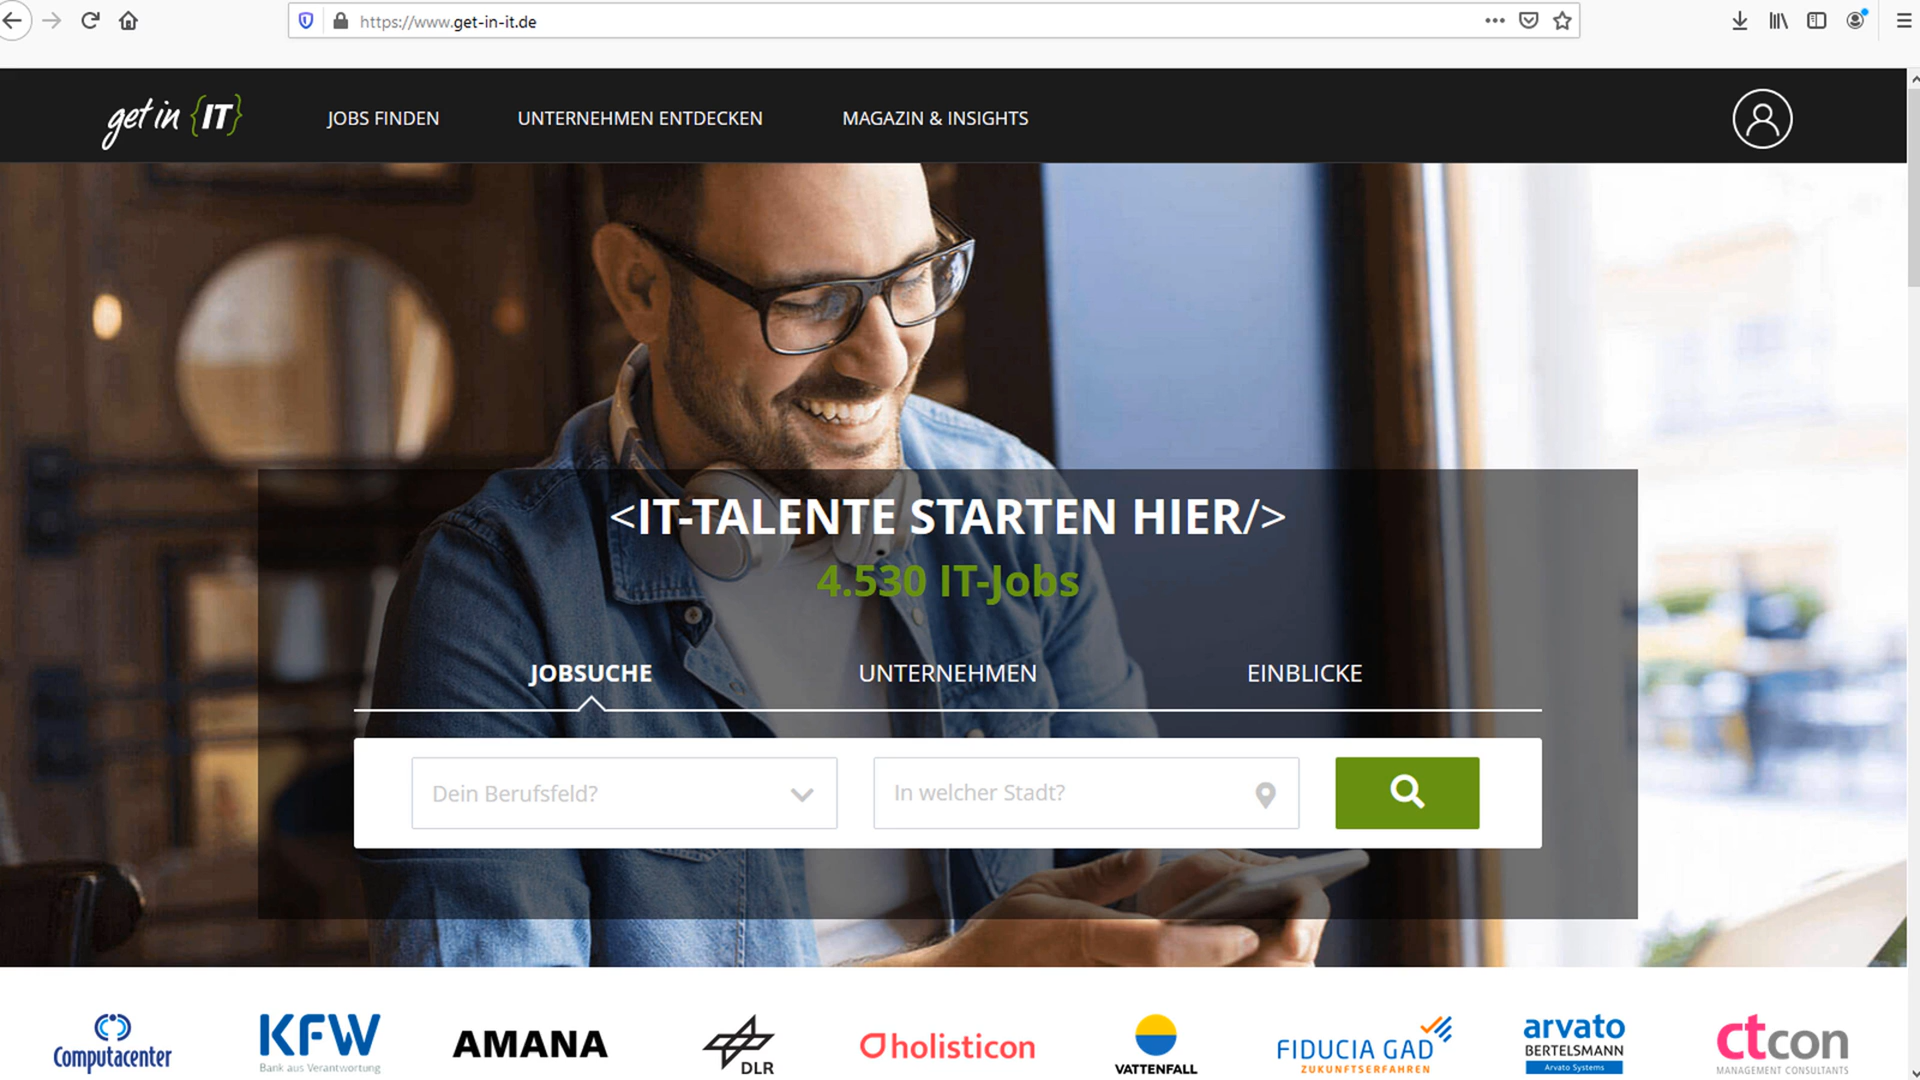 https://www.get-in-it.de
get in {IT}
JOBS FINDEN
UNTERNEHMEN ENTDECKEN
MAGAZIN & INSIGHTS
<IT-TALENTE STARTEN HIER/>
4.530 IT-Jobs
JOBSUCHE
UNTERNEHMEN
EINBLICKE
Dein Berufsfeld?
In welcher Stadt?
Computacenter
KFW
Bank aus Verantwortung
AMANA
DLR
holisticon
VATTENFALL
FIDUCIA GAD
ZUKUNFTSERFAHREN
arvato
BERTELSMANN
Arvato Systems
ctcon
MANAGEMENT CONSULTANTS